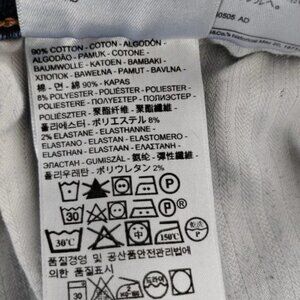 90505 AD
90% COTTON - COTON - ALGODÓN -
ALGODÃO - PAMUK - COTONE -
BAUMWOLLE - KATOEN - BAMBAKI -
ХЛОПОК - BAWEŁNA - PAMUT - BAVLNA -
棉 - 면 - 綿 90% - KAPAS
8% POLYESTER - POLYESTER - POLIÉSTER -
POLIESZTER - 聚酯纤维 - 聚酯纖維 -
폴리에스터 - ポリエステル 8%
2% ELASTANE - ELASTHANNE -
ELASTANO - ELASTAN - ELASTOMERO -
ELASTHAN - ELASTAAN - ELASTAN -
ЭЛАСТАН - GUMISZÁL - 氨纶 - 彈性纖維 -
폴리우레탄 - ポリウレタン 2%
P
30 P
30°C 150°C
품질경영 및 공산품안전관리법에
의한 품질표시
30